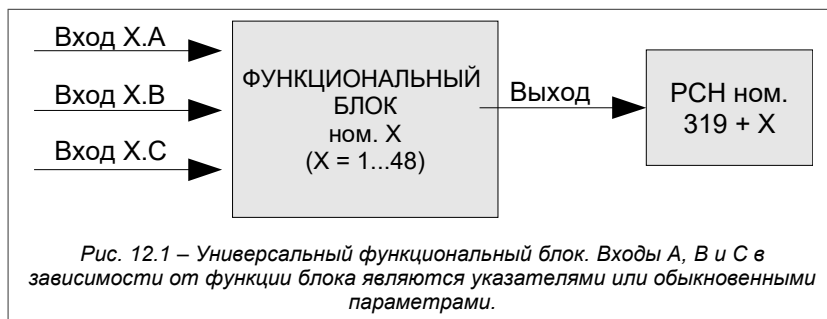 Вход X.A
Вход X.B
Вход X.C
ФУНКЦИОНАЛЬНЫЙ
БЛОК
ном. X
(X = 1...48)
Выход
РСН ном.
319 + X
Рис. 12.1 – Универсальный функциональный блок. Входы A, B и C в
зависимости от функции блока являются указателями или обыкновенными
параметрами.